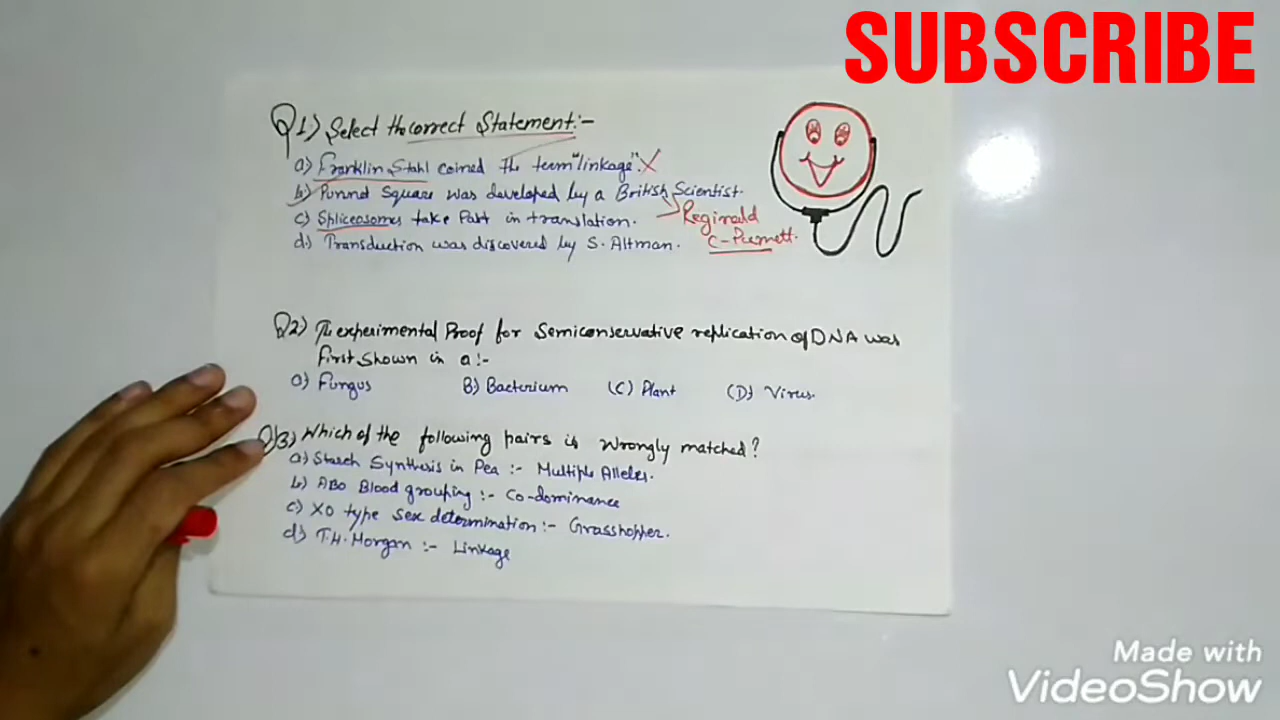 SUBSCRIBE
Q1) Select the correct Statement:-
a) Franklin Stahl coined the term "linkage". X
b) Punnet Square was developed by a British Scientist.
c) Spliceosomes take Part in translation.
Reginald
C-Punnett.
d) Transduction was discovered by S. Altman.
Q2) The experimental Proof for Semiconservative replication of DNA was
First Shown in a:-
a) Fungus B) Bacterium (C) Plant (D) Virus.
Q3) Which of the following pairs is wrongly matched?
a) Starch Synthesis in Pea :- Multiple Alleles.
b) ABO Blood grouping :- Co-dominance
c) XO type Sex determination :- Grasshopper.
d) T.H. Morgan :- Linkage
Made with
VideoShow